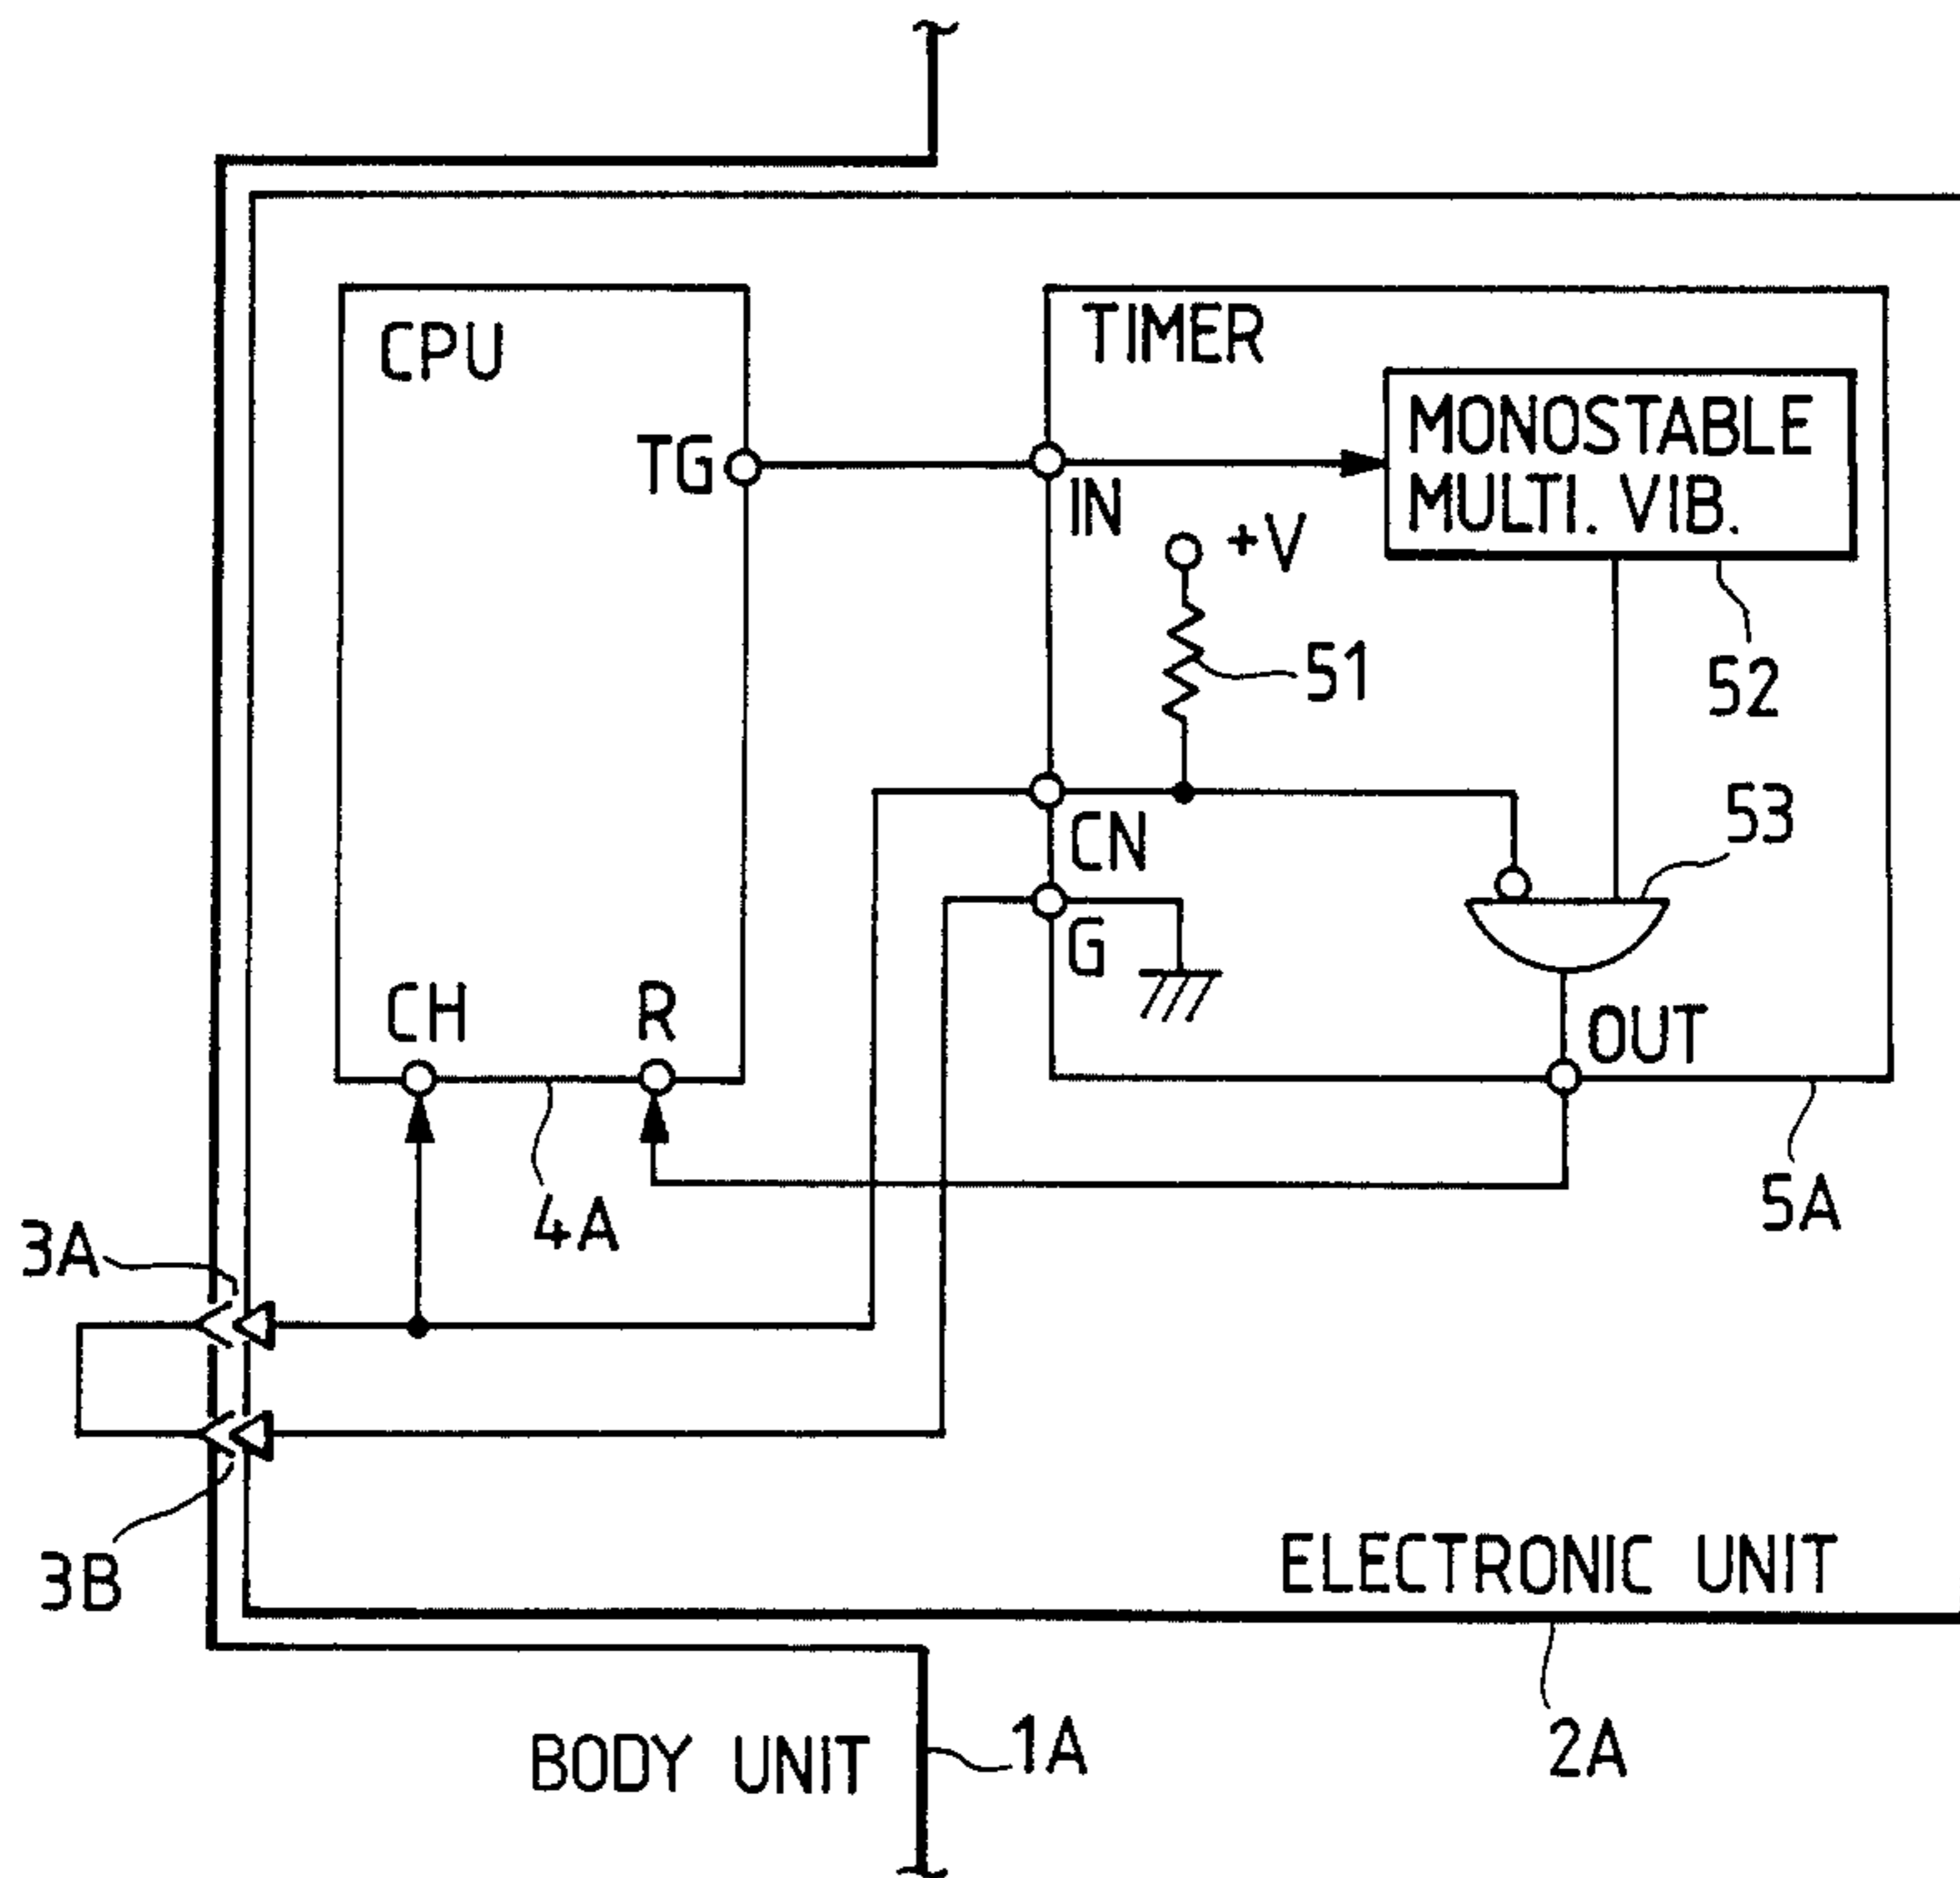 CPU
TIMER
MONOSTABLE
MULTI. VIB.
TG
IN
+V
51
52
CN
53
G
CH
R
OUT
4A
5A
3A
3B
ELECTRONIC UNIT
BODY UNIT
1A
2A